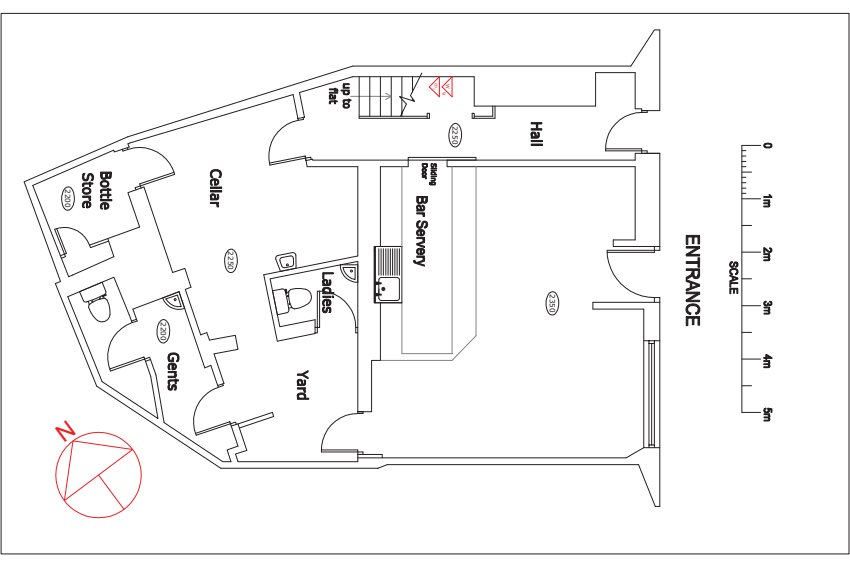 0 1m 2m 3m 4m 5m
SCALE
ENTRANCE
2350
Hall
2250
Sliding
Door
Bar Servery
up to
flat
Ladies
Yard
2250
Cellar
Gents
2200
Bottle
Store
2200
N